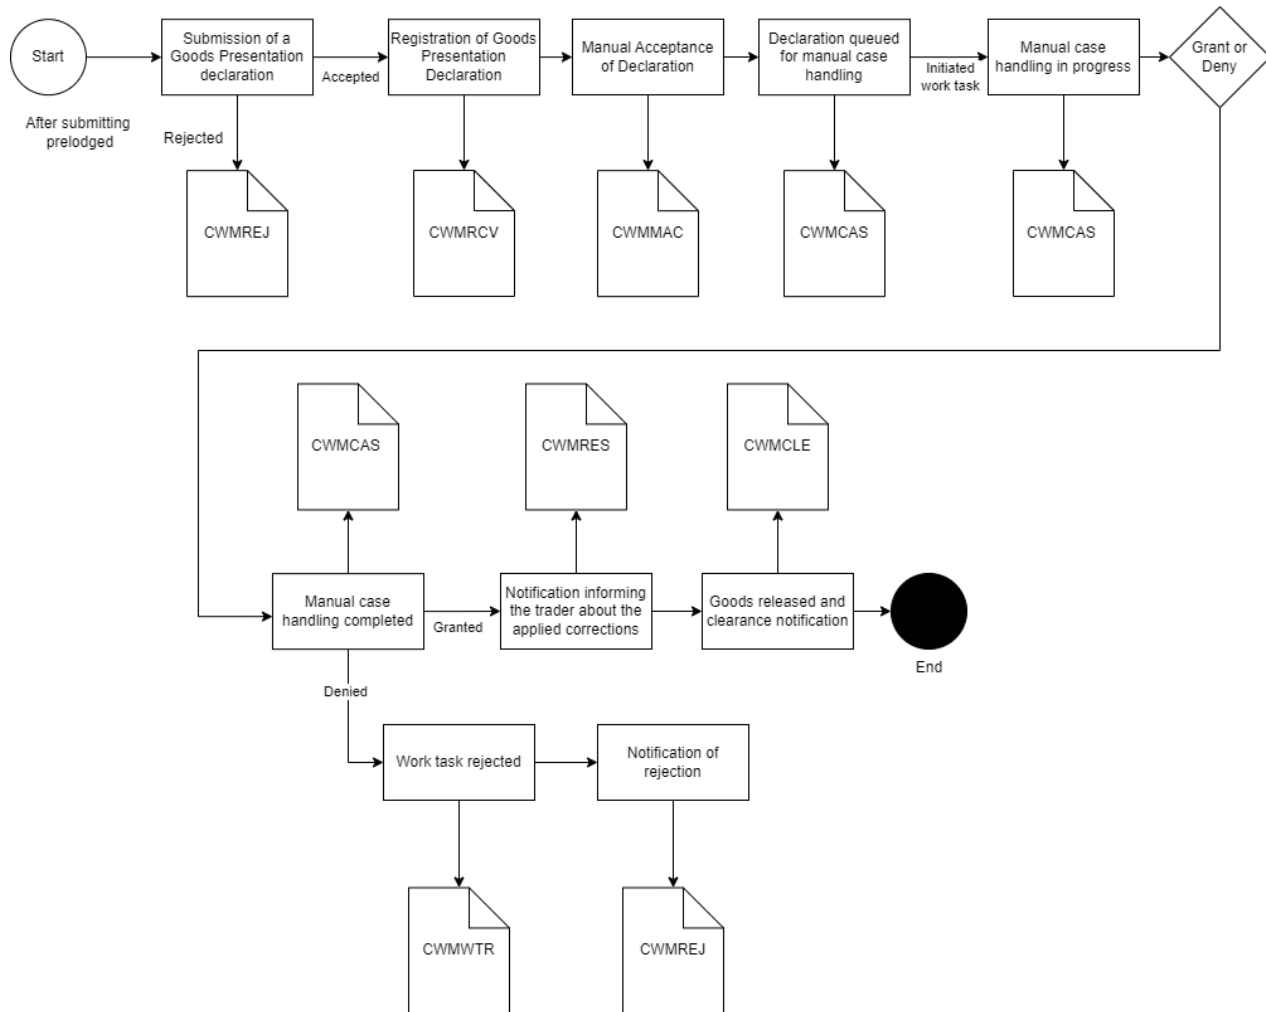 Start
After submitting
prelodged
Submission of a
Goods Presentation
declaration
Accepted
Rejected
Registration of Goods
Presentation
Declaration
Manual Acceptance
of Declaration
Declaration queued
for manual case
handling
Initiated
work task
Manual case
handling in progress
Grant or
Deny
CWMREJ
CWMRCV
CWMMAC
CWMCAS
CWMCAS
CWMCAS
CWMRES
CWMCLE
Manual case
handling completed
Granted
Notification informing
the trader about the
applied corrections
Goods released and
clearance notification
End
Denied
Work task rejected
Notification of
rejection
CWMWTR
CWMREJ